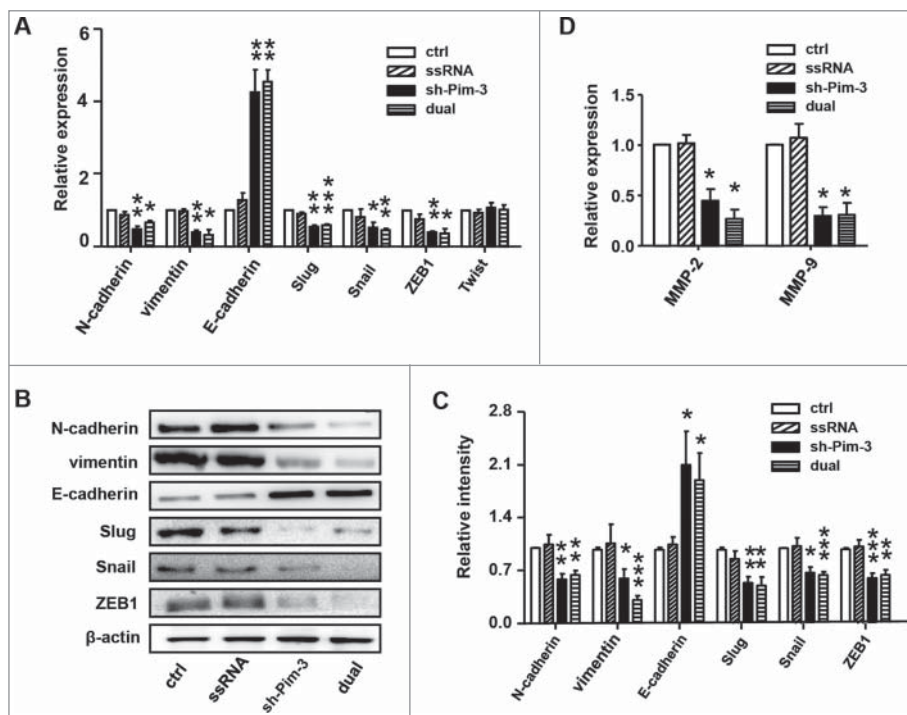 A
Relative expression
6
4
2
0
ctrl
ssRNA
sh-Pim-3
dual
** * ** * ** ** ** *** * ** * **
N-cadherin
vimentin
E-cadherin
Slug
Snail
ZEB1
Twist
D
Relative expression
1.5
1.0
0.5
0.0
ctrl
ssRNA
sh-Pim-3
dual
* * * *
MMP-2
MMP-9
B
N-cadherin
vimentin
E-cadherin
Slug
Snail
ZEB1
β-actin
ctrl
ssRNA
sh-Pim-3
dual
C
Relative intensity
2.8
2.1
1.4
0.7
0.0
ctrl
ssRNA
sh-Pim-3
dual
** ** * *** * * ** ** * *** *** **
N-cadherin
vimentin
E-cadherin
Slug
Snail
ZEB1